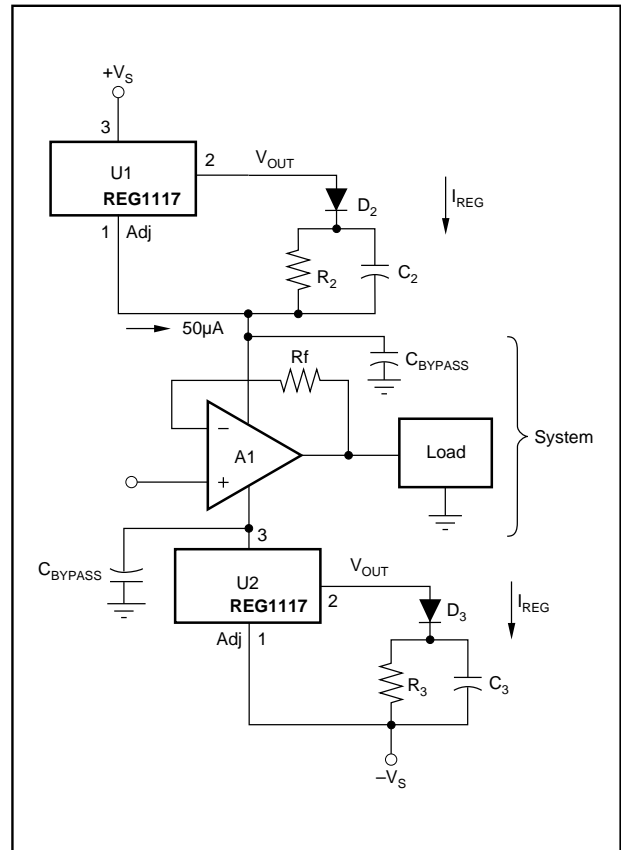 +V_S
3
U1
REG1117
2
V_OUT
D_2
I_REG
1 Adj
R_2
C_2
50µA
C_BYPASS
Rf
System
−
A1
+
Load
3
C_BYPASS
U2
REG1117
V_OUT
2
D_3
I_REG
Adj 1
R_3
C_3
−V_S